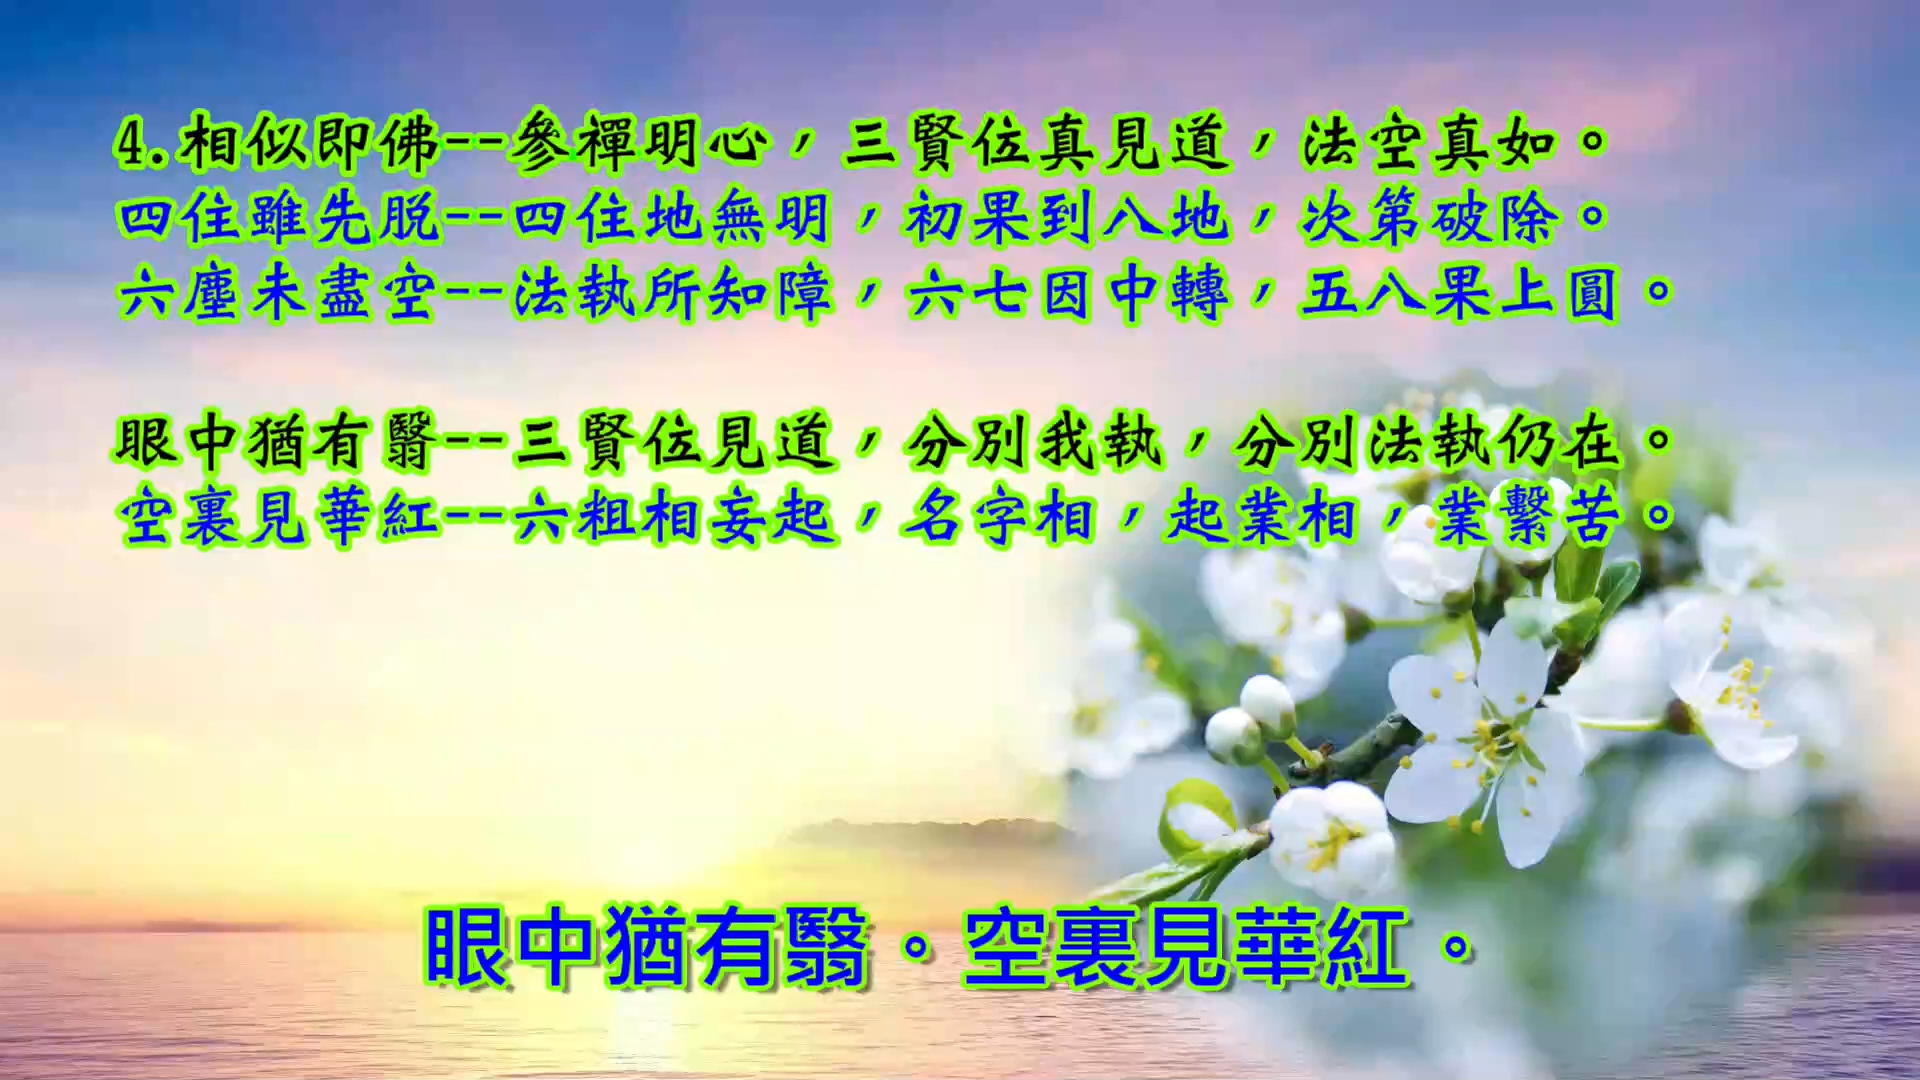 4.相似即佛--參禪明心，三賢位真見道，法空真如。
四住雖先脫--四住地無明，初果到八地，次第破除。
六塵未盡空--法執所知障，六七因中轉，五八果上圓。
眼中猶有翳--三賢位見道，分別我執，分別法執仍在。
空裏見華紅--六粗相妄起，名字相，起業相，業繫苦。
眼中猶有翳。空裏見華紅。